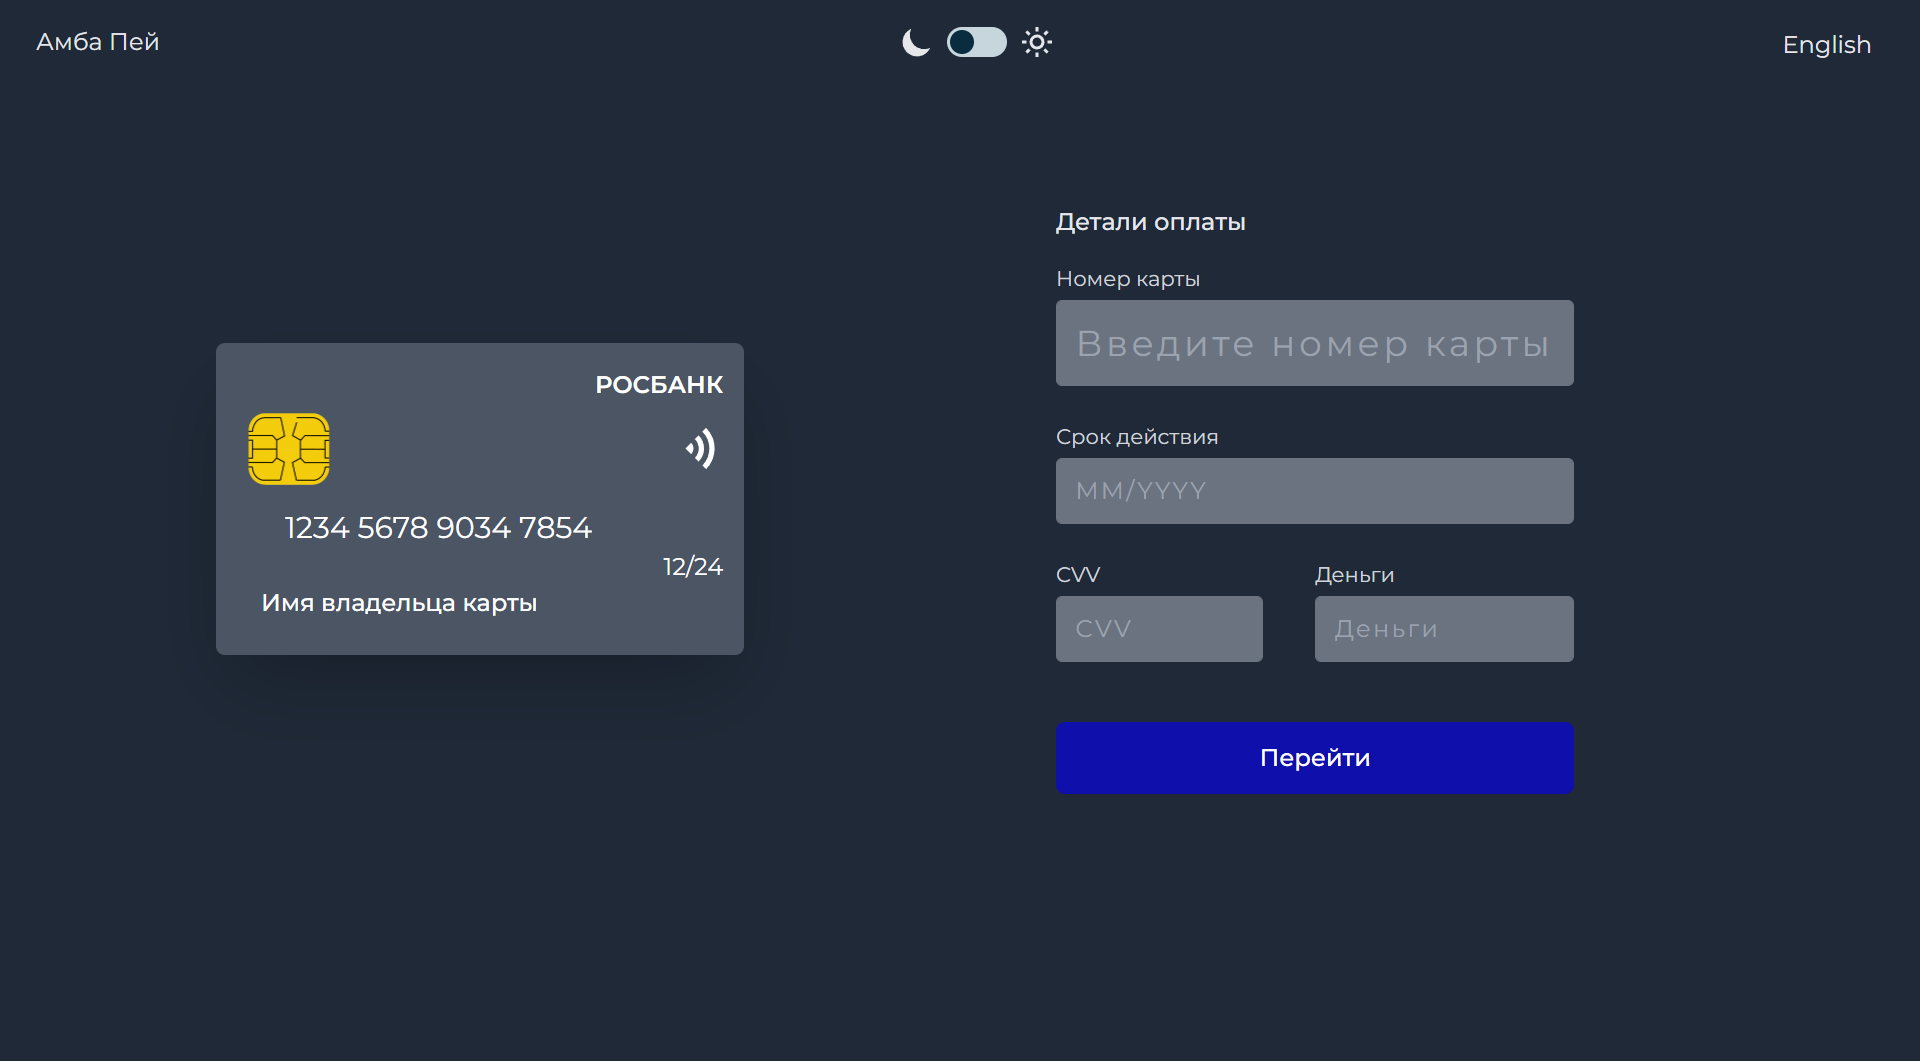 Амба Пей
English
РОСБАНК
1234 5678 9034 7854
12/24
Имя владельца карты
Детали оплаты
Номер карты
Введите номер карты
Срок действия
MM/YYYY
CVV
Деньги
CVV
Деньги
Перейти